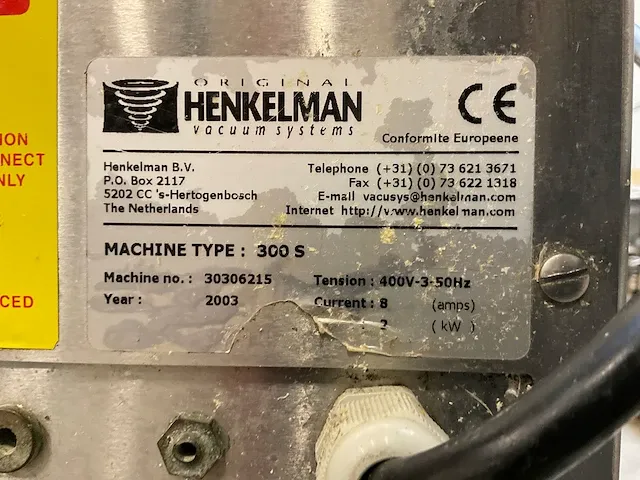 ION
NNECT
NLY
CED
ORIGINAL
HENKELMAN
vacuum systems
CE
Conformite Europeene
Henkelman B.V.
P.O. Box 2117
5202 CC 's-Hertogenbosch
The Netherlands
Telephone (+31) (0) 73 621 3671
Fax (+31) (0) 73 622 1318
E-mail vacusys@henkelman.com
Internet http://www.henkelman.com
MACHINE TYPE : 300 S
Machine no. : 30306215
Year : 2003
Tension : 400V-3-50Hz
Current : 8 (amps)
2 (kW)